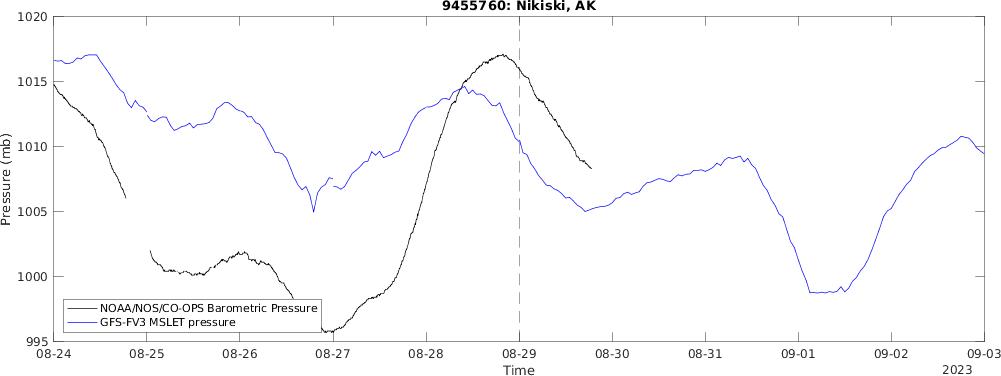 9455760: Nikiski, AK
1020
1015
1010
1005
1000
995
Pressure (mb)
NOAA/NOS/CO-OPS Barometric Pressure
GFS-FV3 MSLET pressure
08-24 08-25 08-26 08-27 08-28 08-29 08-30 08-31 09-01 09-02 09-03
Time
2023